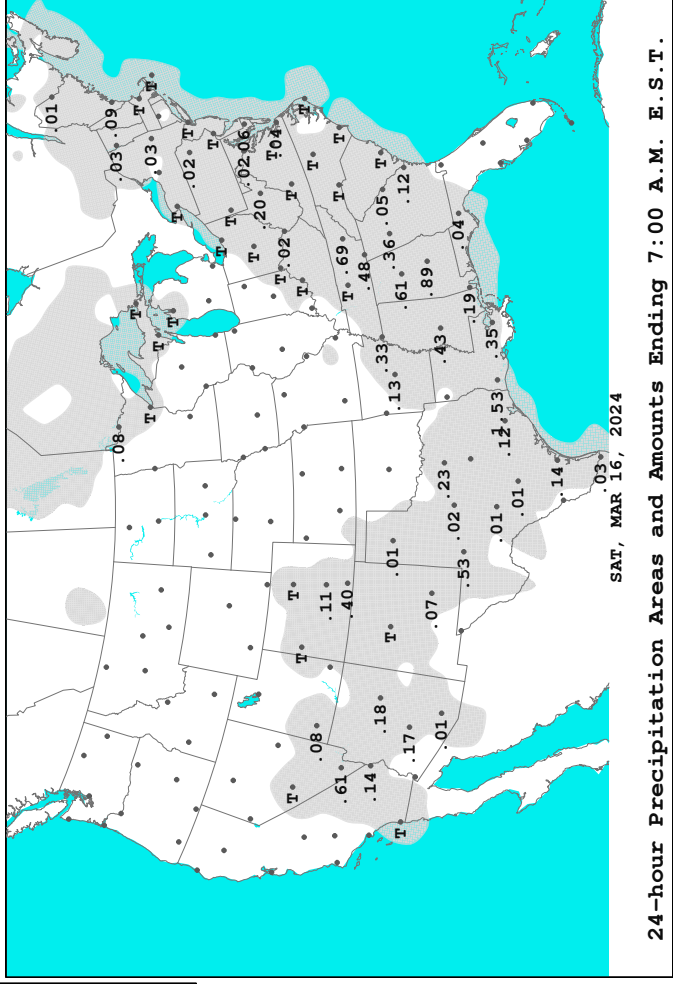 .01
.09
.08
.03
T
T
T
.03
T
T
T
T
.02
T
T
T
T
T
.02
.06
.20
T
.04
T
.02
T
T
T
T
T
.08
T
.11
T
T
.61
.40
T
.69
.48
.14
.18
T
.33
T
.05
T
T
.01
.13
.36
.12
.17
.61
.07
.89
.01
.43
.23
.02
.04
.53
.19
.01
.35
1.53
.12
.01
.14
.03
SAT, MAR 16, 2024
24-hour Precipitation Areas and Amounts Ending 7:00 A.M. E.S.T.